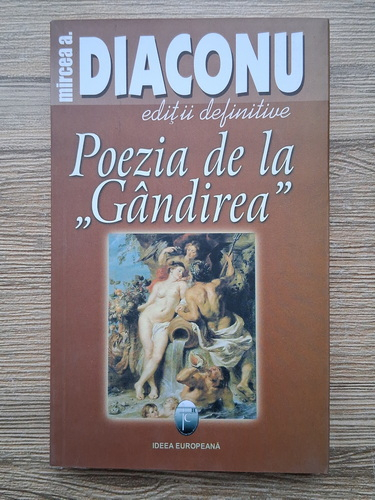 mircea a.
DIACONU
ediții definitive
Poezia de la
„Gândirea”
IDEEA EUROPEANĂ